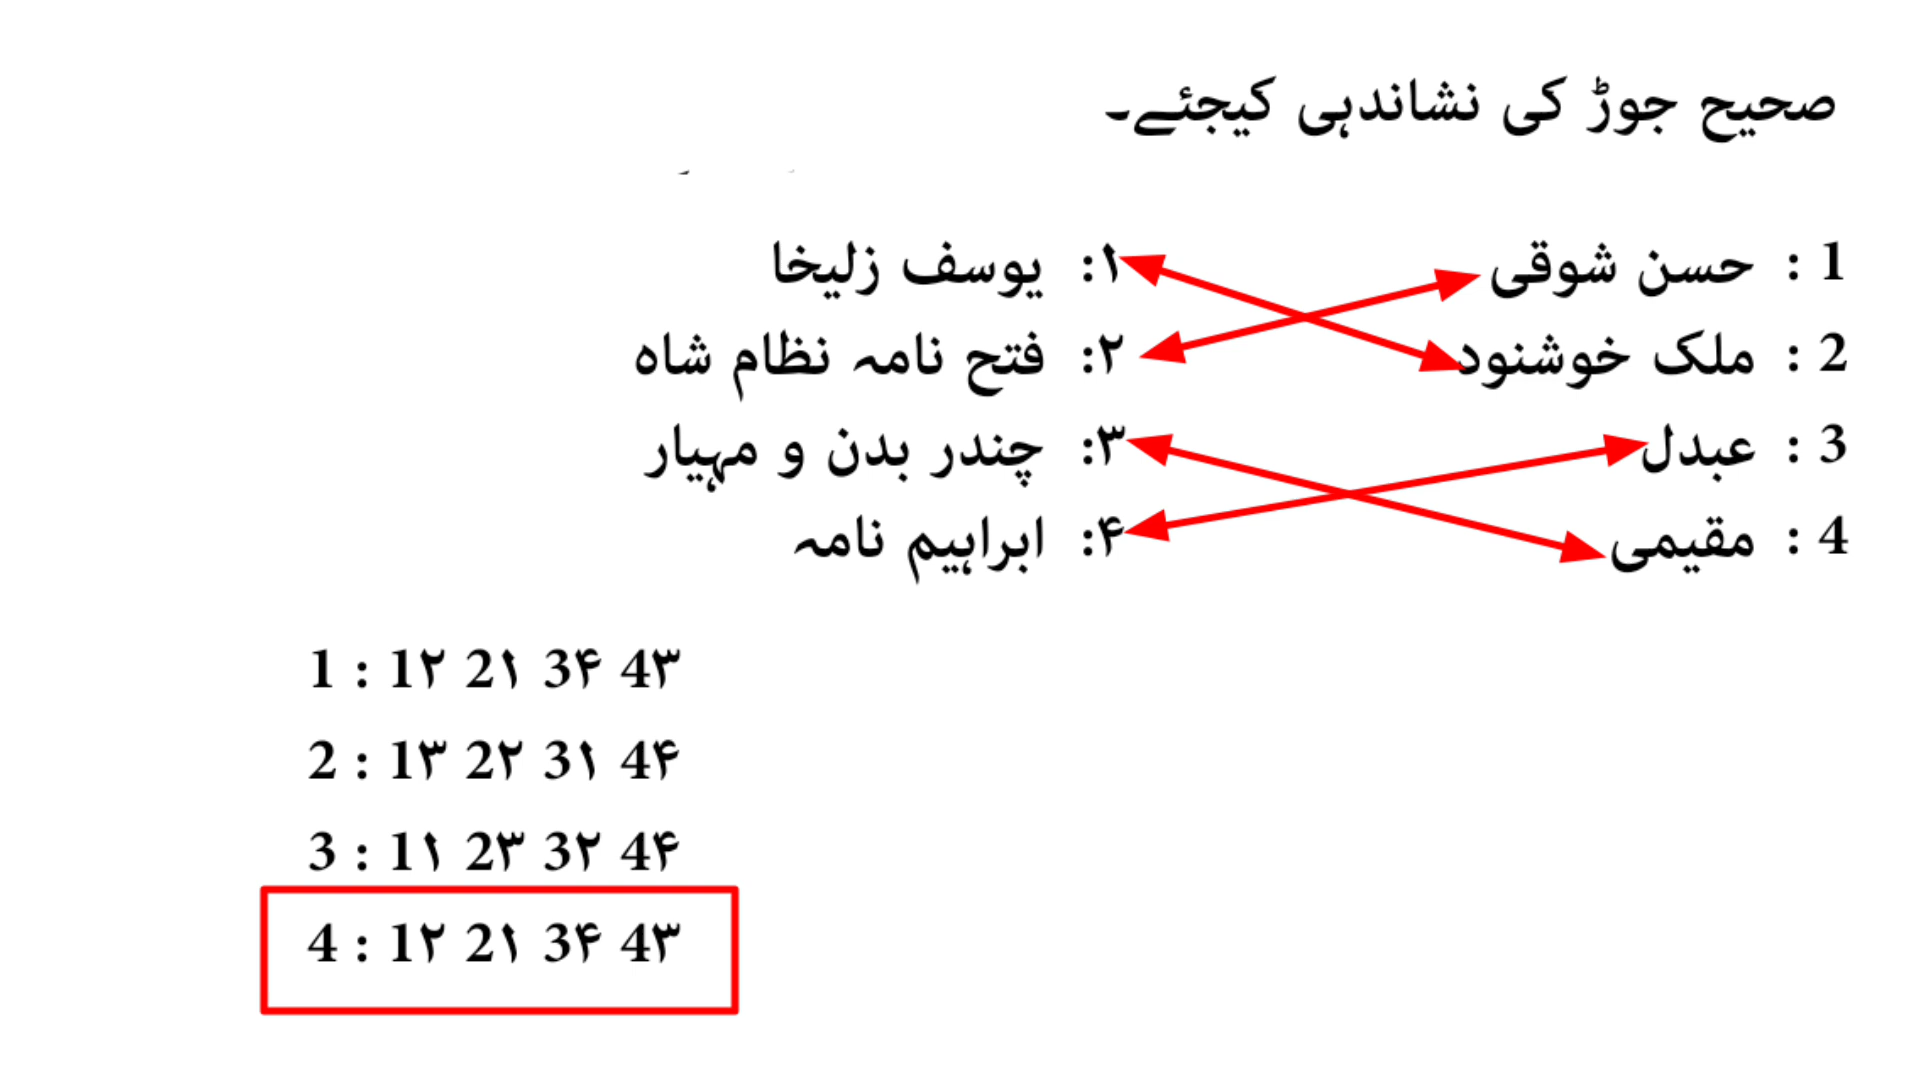 صحیح جوڑ کی نشاندہی کیجئے۔
1 : حسن شوقی ۱: یوسف زلیخا
2 : ملک خوشنود ۲: فتح نامہ نظام شاہ
3 : عبدل ۳: چندر بدن و مہیار
4 : مقیمی ۴: ابراہیم نامہ
1 : 1۲ 2۱ 3۴ 4۳
2 : 1۳ 2۲ 3۱ 4۴
3 : 1۱ 2۳ 3۲ 4۴
4 : 1۲ 2۱ 3۴ 4۳